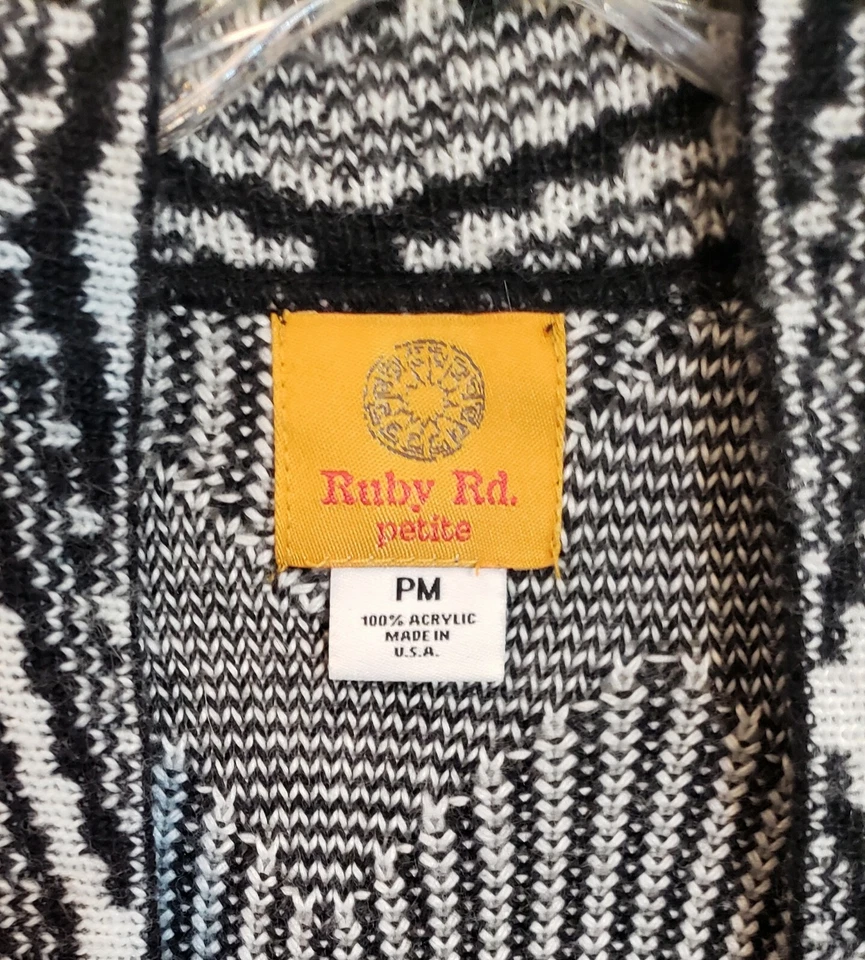 Ruby Rd.
petite
PM
100% ACRYLIC
MADE IN
U.S.A.